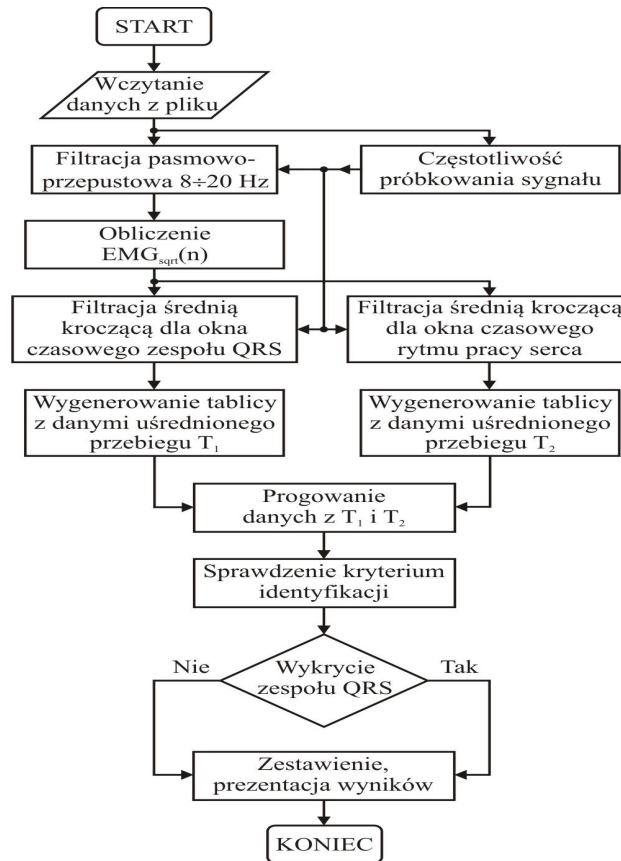 START
Wczytanie
danych z pliku
Filtracja pasmowo-
przepustowa 8÷20 Hz
Częstotliwość
próbkowania sygnału
Obliczenie
EMGsqrt(n)
Filtracja średnią
kroczącą dla okna
czasowego zespołu QRS
Filtracja średnią kroczącą
dla okna czasowego
rytmu pracy serca
Wygenerowanie tablicy
z danymi uśrednionego
przebiegu T₁
Wygenerowanie tablicy
z danymi uśrednionego
przebiegu T₂
Progowanie
danych z T₁ i T₂
Sprawdzenie kryterium
identyfikacji
Nie
Wykrycie
zespołu QRS
Tak
Zestawienie,
prezentacja wyników
KONIEC